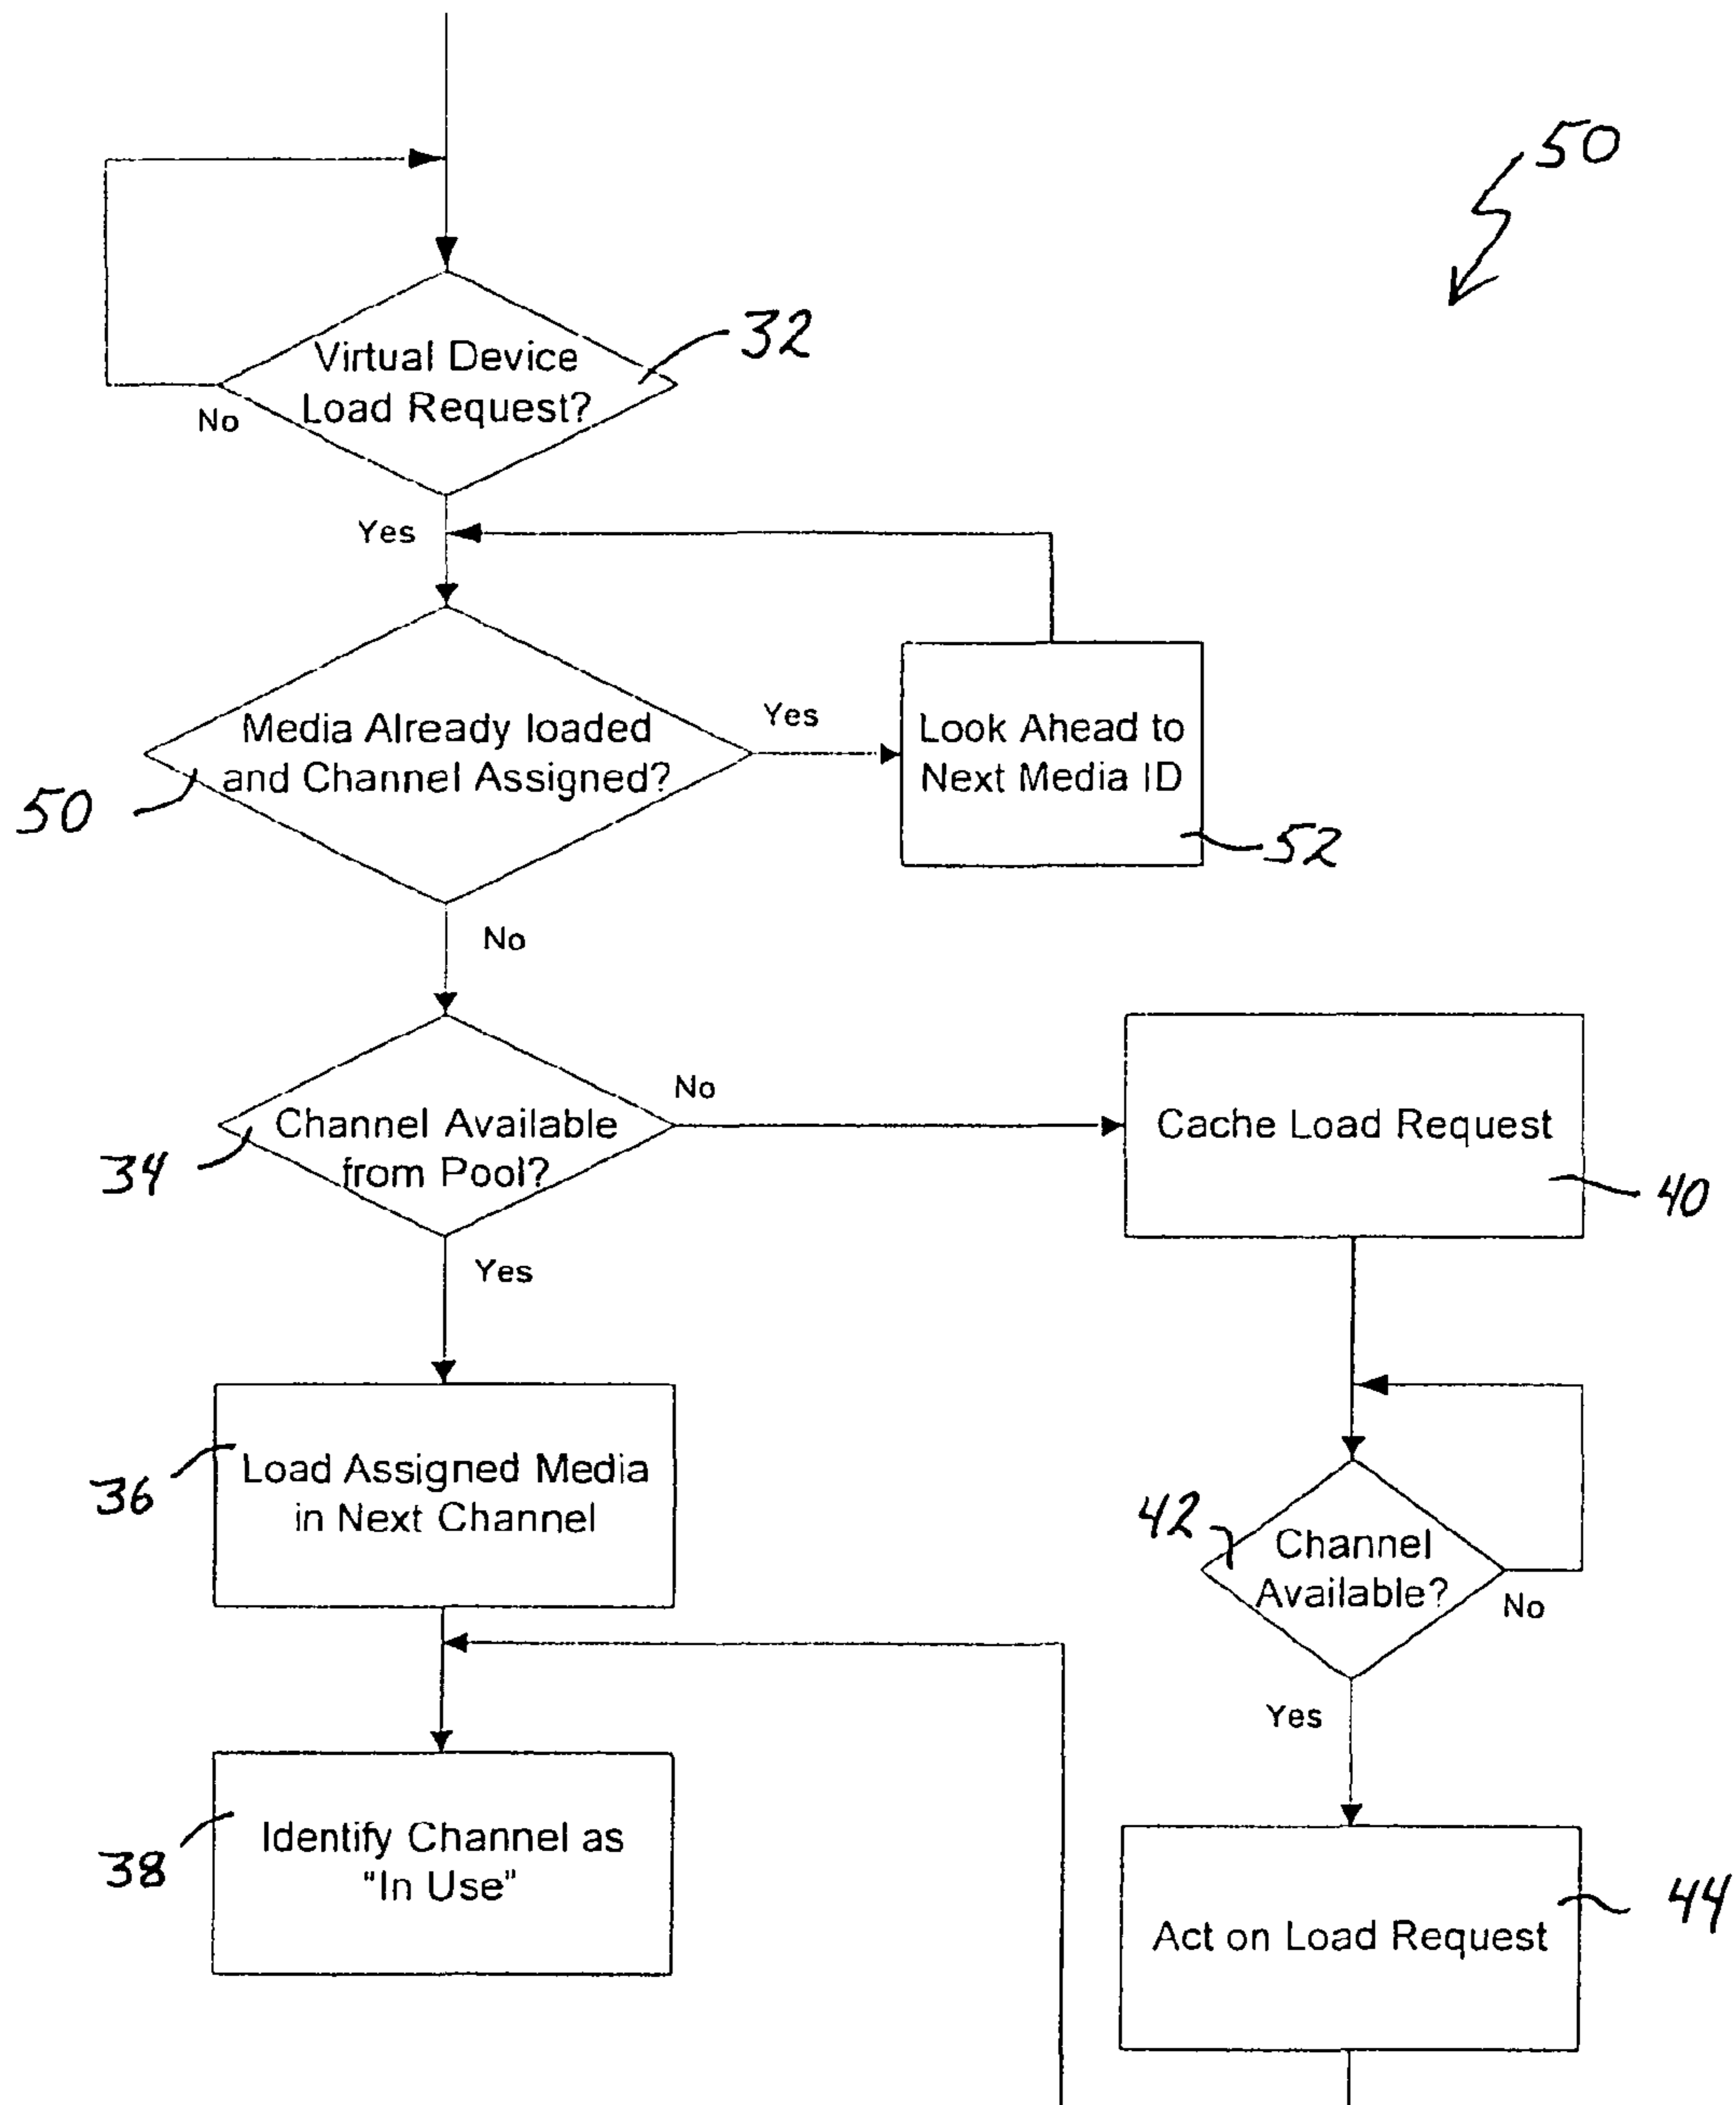 50
32
Virtual Device
Load Request?
No
Yes
Media Already loaded
and Channel Assigned?
50
Yes
Look Ahead to
Next Media ID
52
No
Channel Available
from Pool?
34
No
Cache Load Request
40
Yes
Load Assigned Media
in Next Channel
36
42
Channel
Available?
No
Yes
Identify Channel as
"In Use"
38
Act on Load Request
44